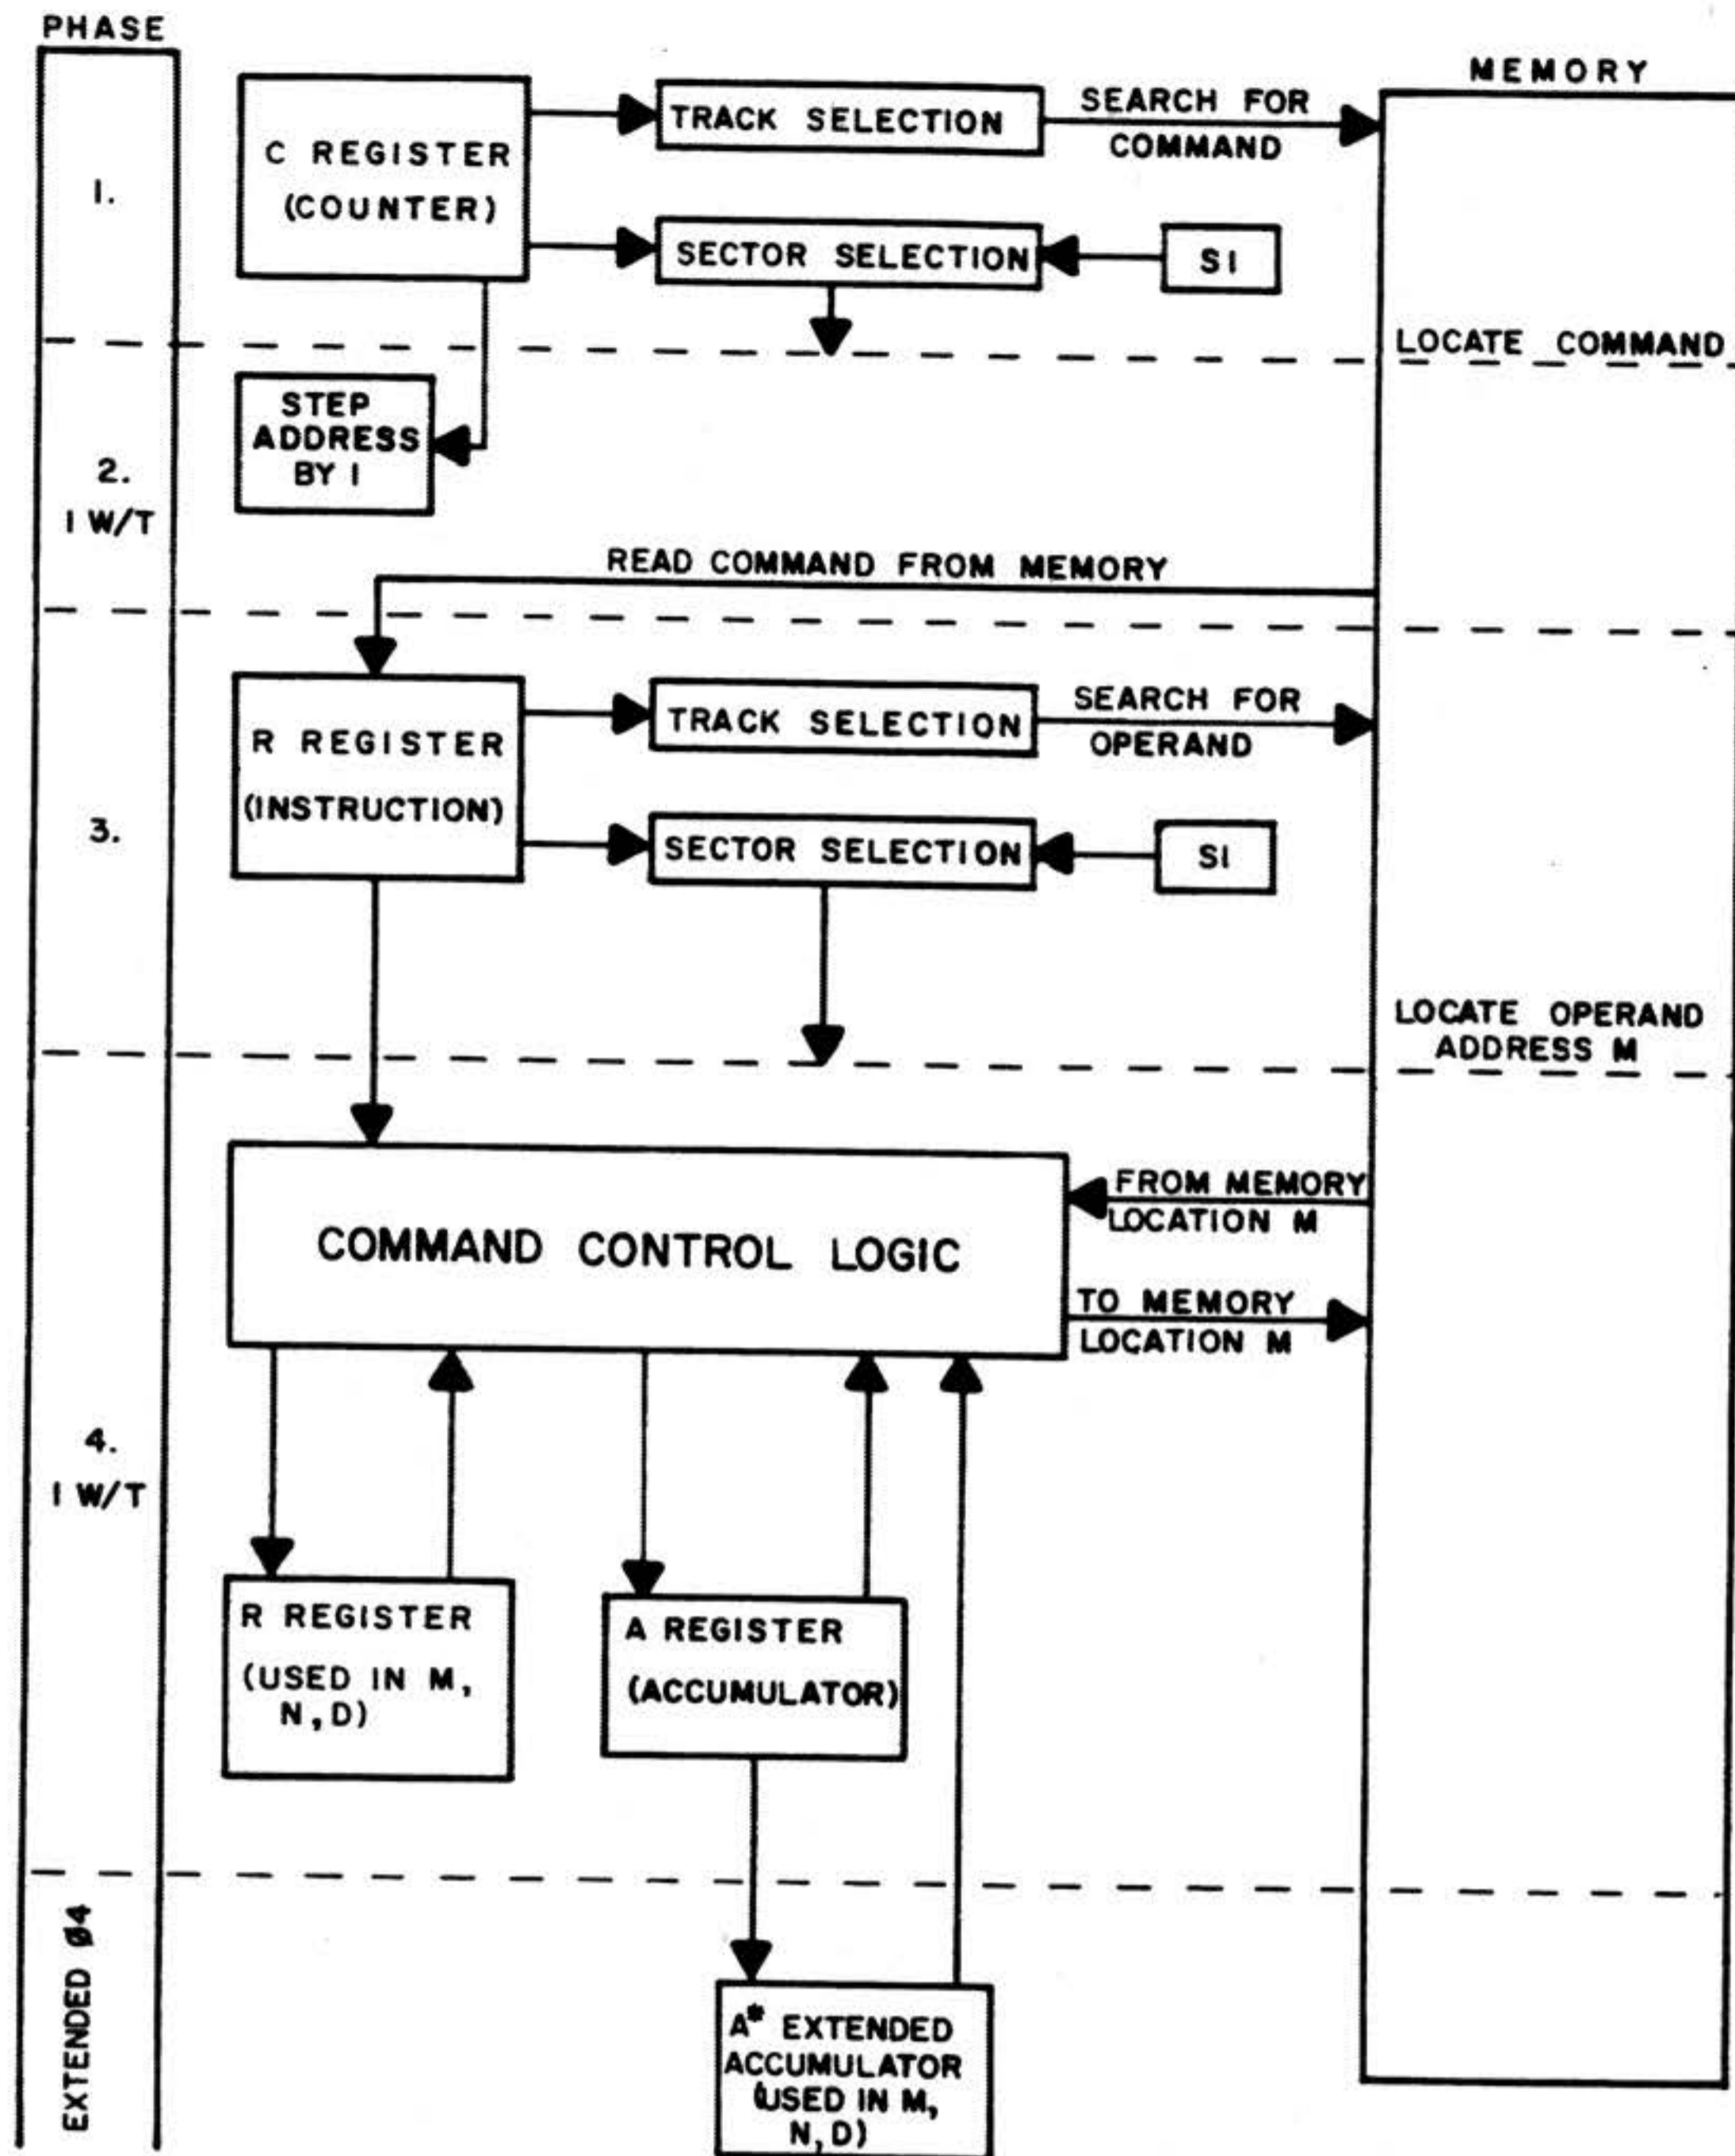 PHASE
MEMORY
1.
C REGISTER
(COUNTER)
TRACK SELECTION
SEARCH FOR
COMMAND
SECTOR SELECTION
S1
LOCATE COMMAND
2.
1 W/T
STEP
ADDRESS
BY 1
READ COMMAND FROM MEMORY
3.
R REGISTER
(INSTRUCTION)
TRACK SELECTION
SEARCH FOR
OPERAND
SECTOR SELECTION
S1
LOCATE OPERAND
ADDRESS M
COMMAND CONTROL LOGIC
FROM MEMORY
LOCATION M
TO MEMORY
LOCATION M
4.
1 W/T
R REGISTER
(USED IN M,
N, D)
A REGISTER
(ACCUMULATOR)
EXTENDED Ø4
A* EXTENDED
ACCUMULATOR
(USED IN M,
N, D)